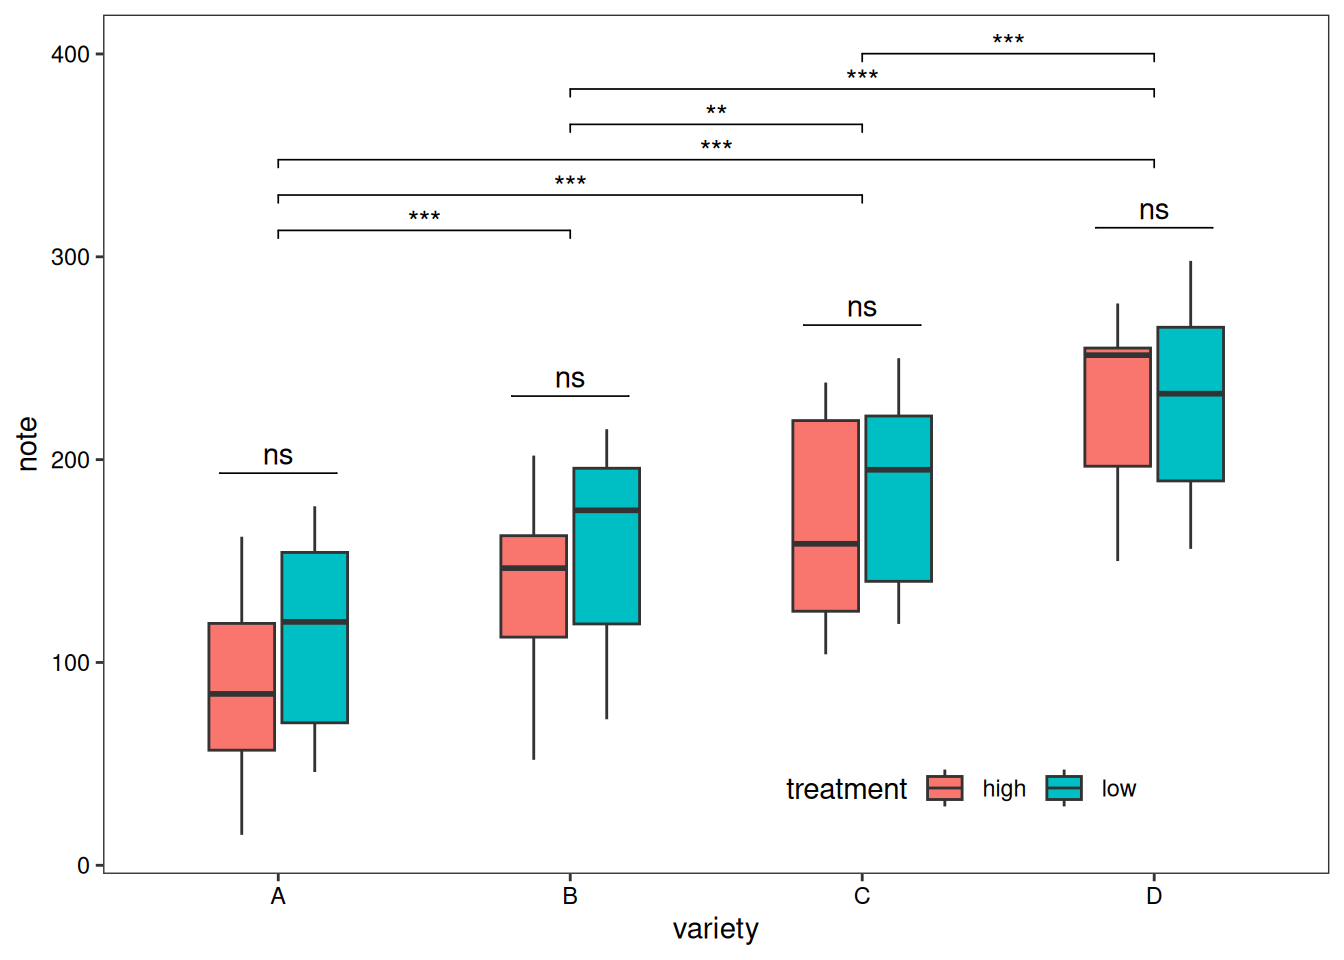 ***
400
***
**
***
***
***
ns
300
ns
ns
ns
200
100
0
note
treatment high low
A B C D
variety